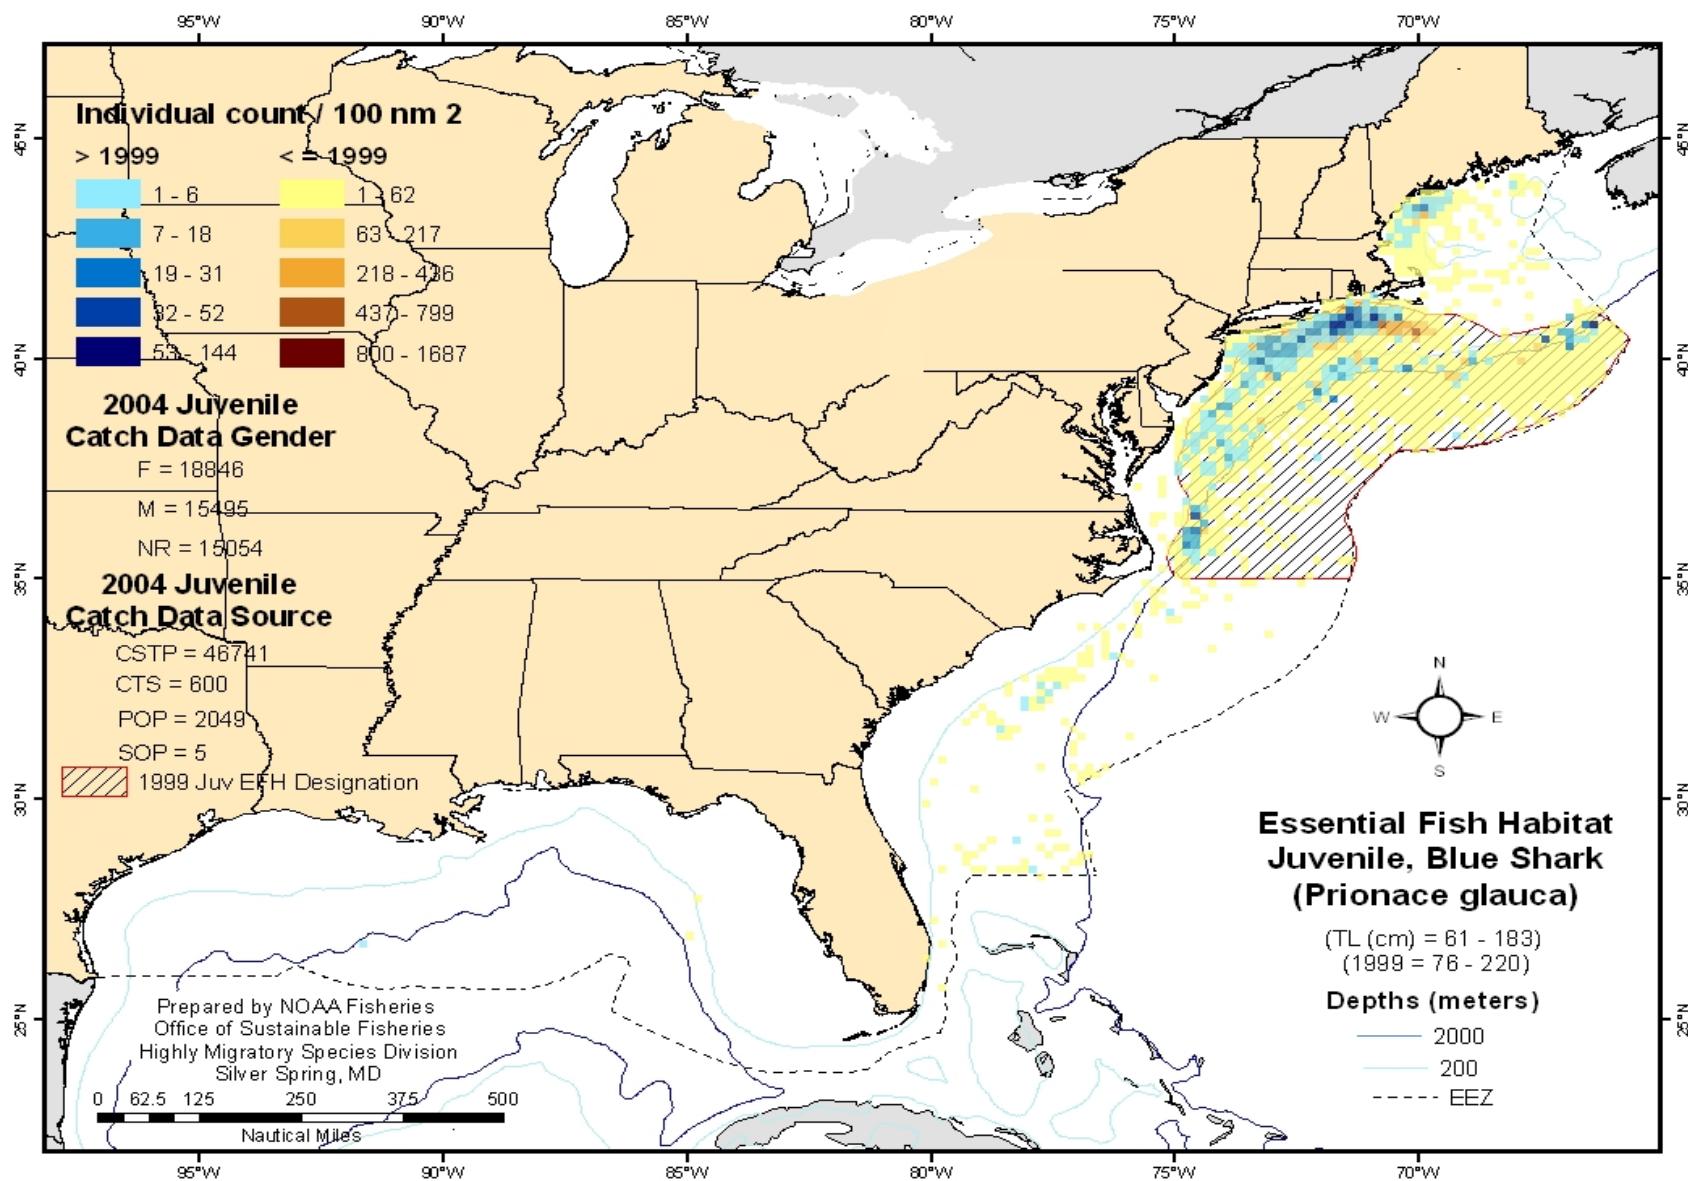 95°W 90°W 85°W 80°W 75°W 70°W
45°N
40°N
35°N
30°N
25°N
Individual count / 100 nm 2
> 1999 < = 1999
1 - 6 1 - 62
7 - 18 63 - 217
19 - 31 218 - 436
32 - 52 437 - 799
53 - 144 800 - 1687
2004 Juvenile
Catch Data Gender
F = 18846
M = 15495
NR = 15054
2004 Juvenile
Catch Data Source
CSTP = 46741
CTS = 600
POP = 2049
SOP = 5
1999 Juv EFH Designation
Prepared by NOAA Fisheries
Office of Sustainable Fisheries
Highly Migratory Species Division
Silver Spring, MD
0 62.5 125 250 375 500
Nautical Miles
N
W E
S
Essential Fish Habitat
Juvenile, Blue Shark
(Prionace glauca)
(TL (cm) = 61 - 183)
(1999 = 76 - 220)
Depths (meters)
2000
200
EEZ
45°N
40°N
35°N
30°N
25°N
95°W 90°W 85°W 80°W 75°W 70°W